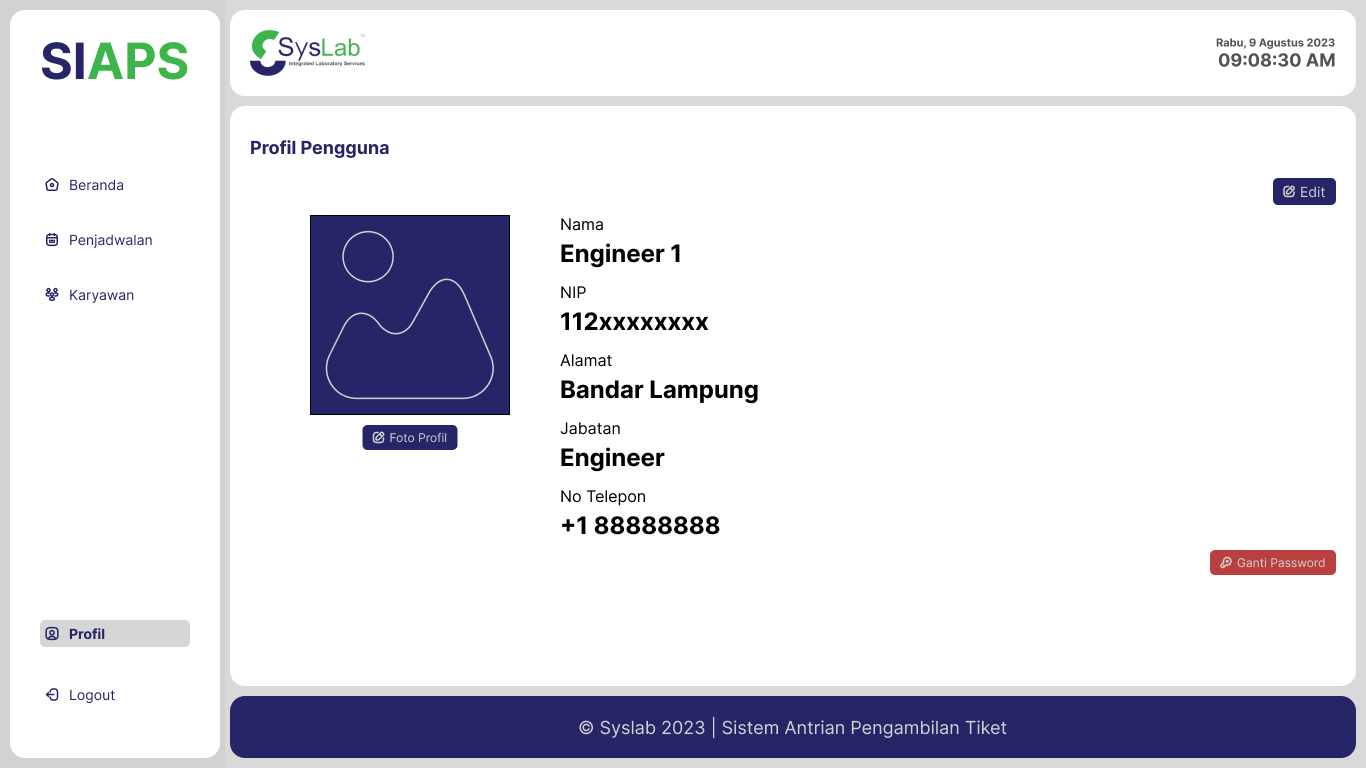 SIAPS
Beranda
Penjadwalan
Karyawan
Profil
Logout
SysLab™
Integrated Laboratory Services
Rabu, 9 Agustus 2023
09:08:30 AM
Profil Pengguna
Edit
Foto Profil
Nama
Engineer 1
NIP
112xxxxxxxx
Alamat
Bandar Lampung
Jabatan
Engineer
No Telepon
+1 88888888
Ganti Password
© Syslab 2023 | Sistem Antrian Pengambilan Tiket